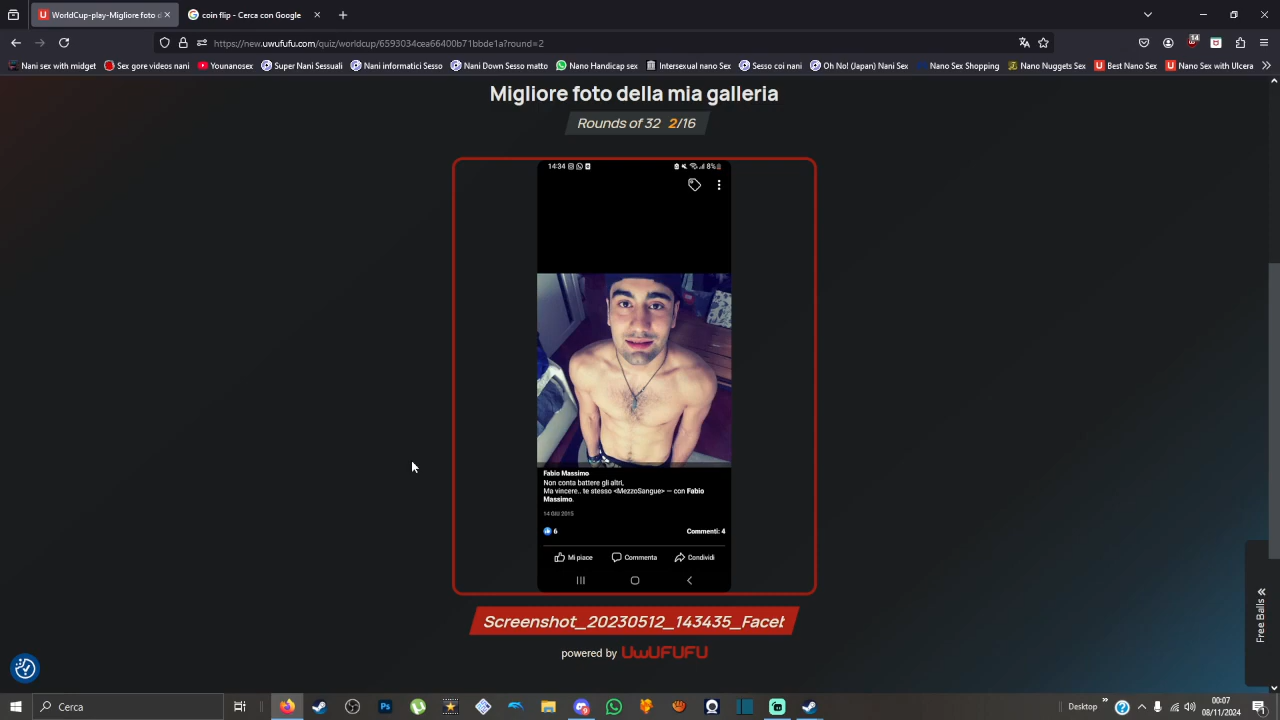 WorldCup-play-Migliore foto d
coin flip - Cerca con Google
https://new.uwufufu.com/quiz/worldcup/6593034cea66400b71bbde1a?round=2
14
Nani sex with midget
Sex gore videos nani
Younanosex
Super Nani Sessuali
Nani informatici Sesso
Nani Down Sesso matto
Nano Handicap sex
Intersexual nano Sex
Sesso coi nani
Oh No! (Japan) Nani Sex
Nano Sex Shopping
Nano Nuggets Sex
Best Nano Sex
Nano Sex with Ulcera
Migliore foto della mia galleria
Rounds of 32 2/16
14:34
8%
Fabio Massimo
Non conta battere gli altri,
Ma vincere.. te stesso <MezzoSangue> — con Fabio
Massimo.
14 GIU 2015
6
Commenti: 4
Mi piace
Commenta
Condividi
Screenshot_20230512_143435_Faceb
powered by UwUFUFU
Free Balls
Cerca
Desktop
00:07
08/11/2024